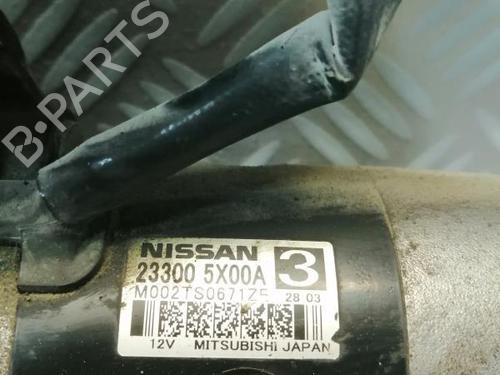 B-PARTS
NISSAN
23300 5X00A 3
M002TS0671ZE 28 03
12V MITSUBISHI JAPAN